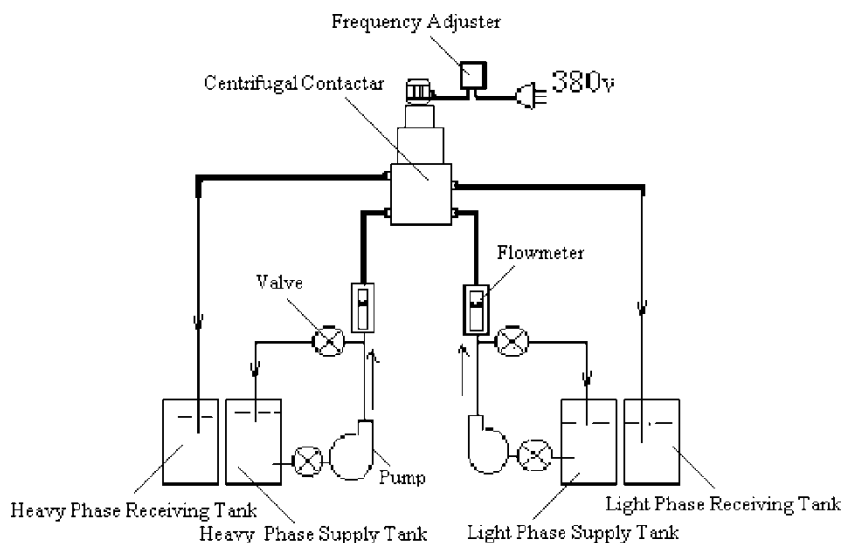 Frequency Adjuster
Centrifugal Contactar
380v
Flowmeter
Valve
Pump
Heavy Phase Receiving Tank
Light Phase Receiving Tank
Heavy Phase Supply Tank
Light Phase Supply Tank